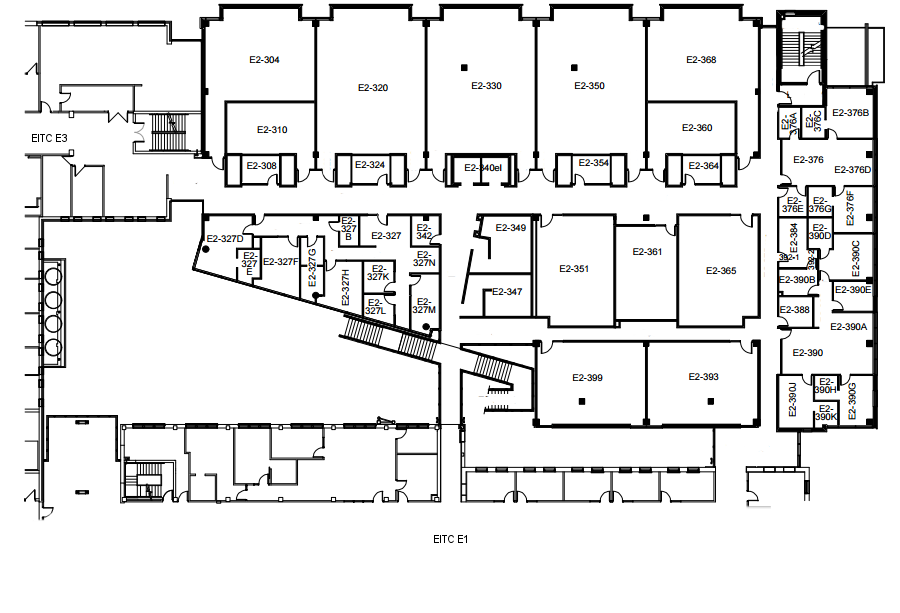 E2-304
E2-320
E2-330
E2-350
E2-368
E2-310
E2-360
E2-308
E2-324
E2-340el
E2-354
E2-364
E2-
376A
E2-
376C
E2-376B
EITC E3
E2-376
E2-376D
E2-
376E
E2-
376G
E2-376F
E2-327D
E2-
327
B
E2-327
E2-
342
E2-349
E2-361
E2-384
E2-
390D
E2-390C
E2-
327
E
E2-327F
E2-327G
E2-327H
E2-
327K
E2-
327N
E2-351
E2-365
392-1
392-2
E2-390B
E2-390E
E2-
327L
E2-
327M
E2-347
E2-388
E2-390A
E2-390
E2-399
E2-393
E2-390J
E2-
390H
E2-
390K
E2-390G
EITC E1